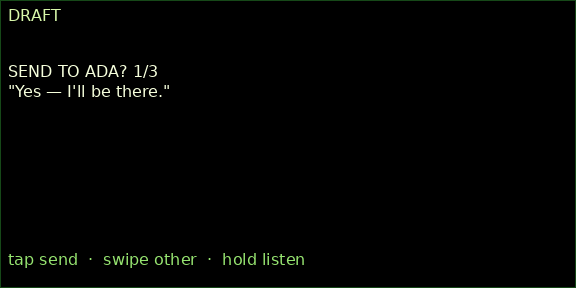 DRAFT
SEND TO ADA? 1/3
"Yes — I'll be there."
tap send · swipe other · hold listen